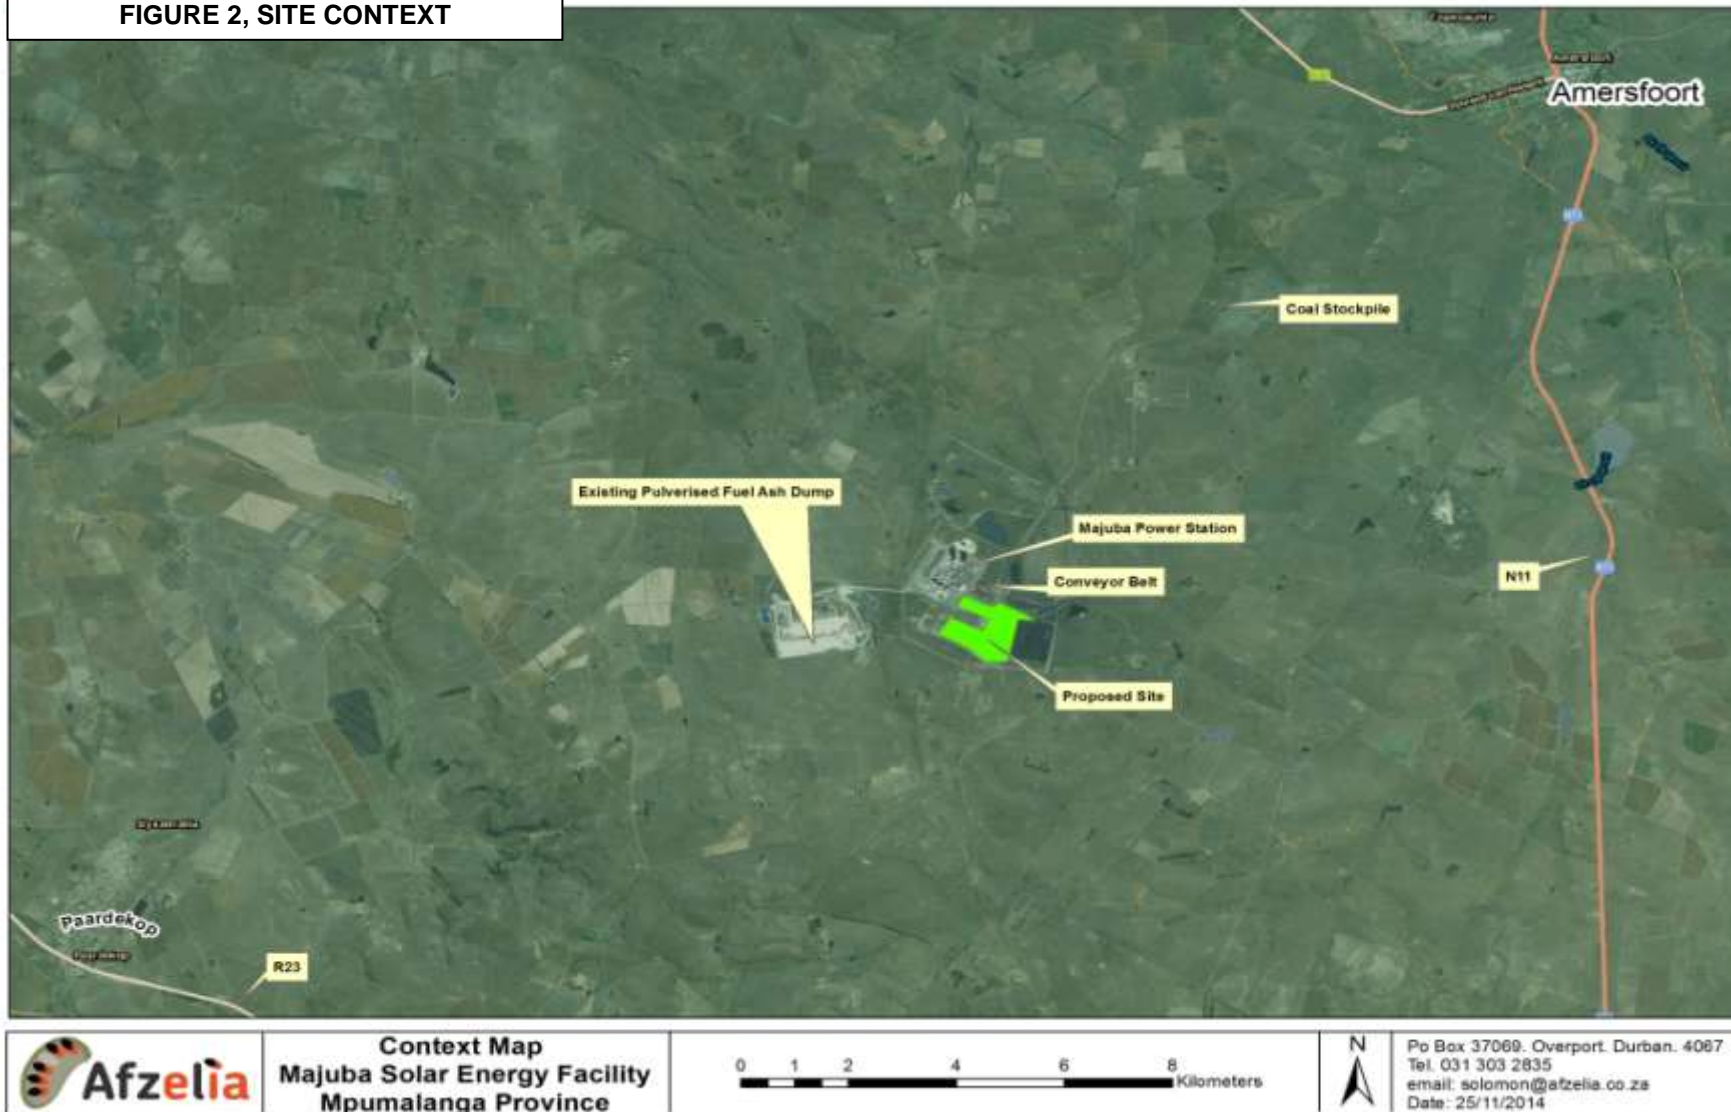 FIGURE 2, SITE CONTEXT
Amersfoort
Coal Stockpile
Existing Pulverised Fuel Ash Dump
Majuba Power Station
Conveyor Belt
N11
Proposed Site
Paardekop
R23
Afzelia
Context Map
Majuba Solar Energy Facility
Mpumalanga Province
0 1 2 4 6 8
Kilometers
N
Po Box 37069. Overport. Durban. 4067
Tel. 031 303 2835
email: solomon@afzelia.co.za
Date: 25/11/2014